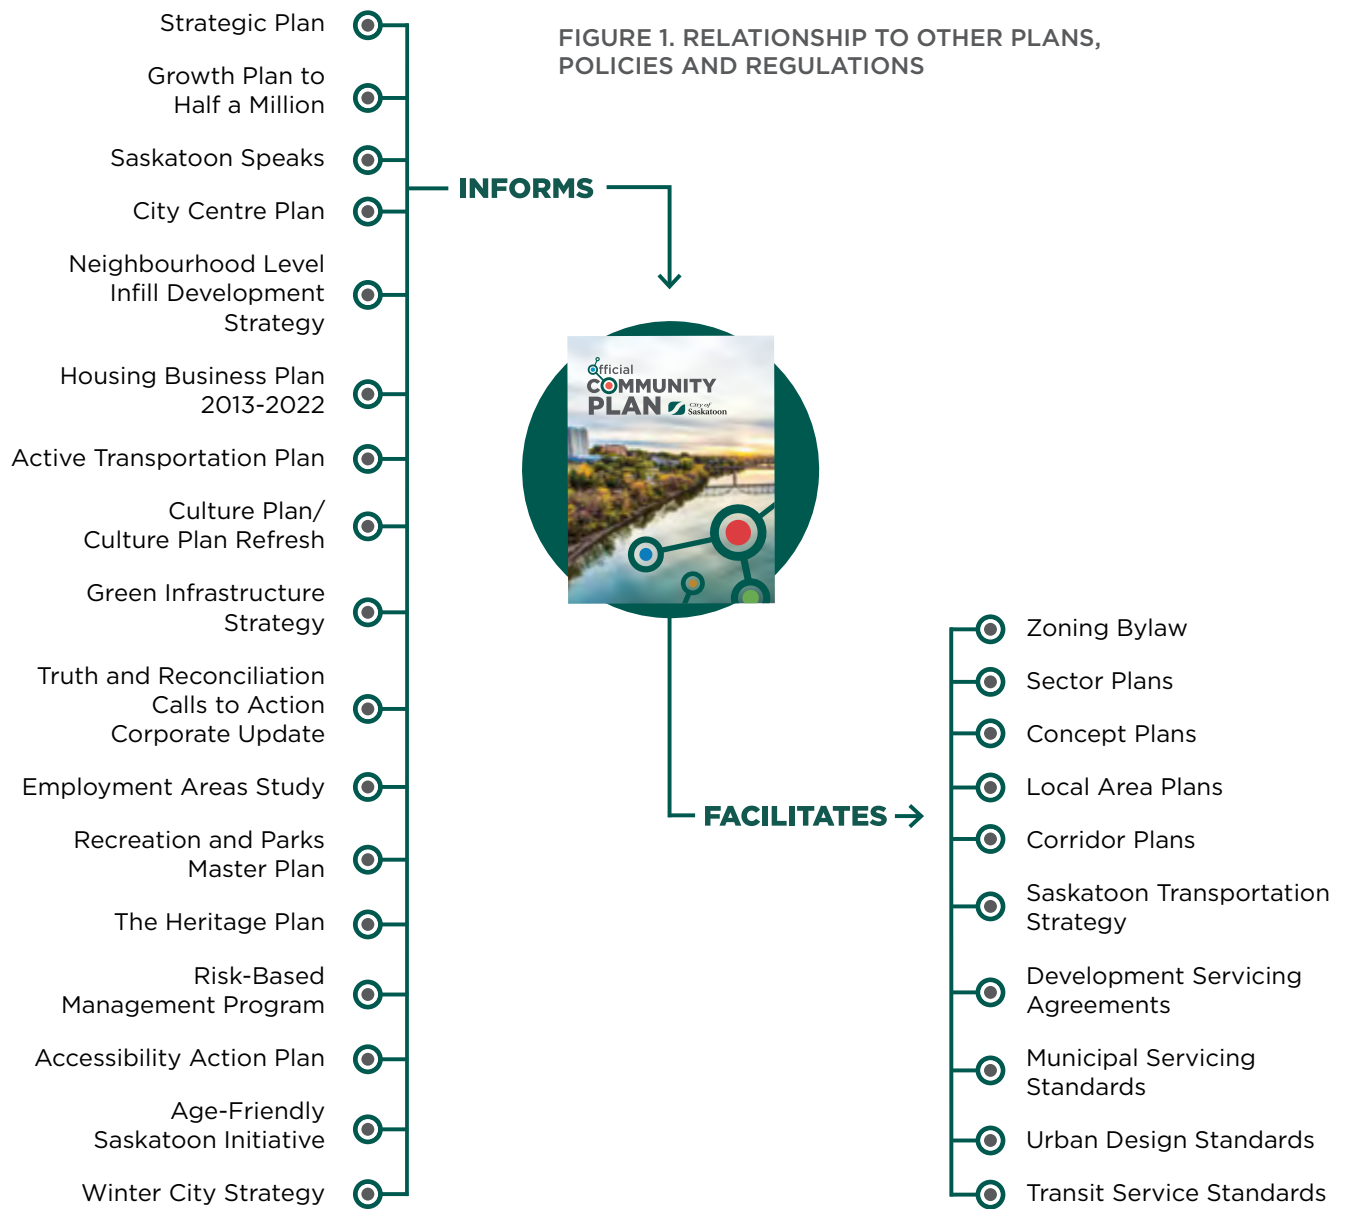 FIGURE 1. RELATIONSHIP TO OTHER PLANS,
POLICIES AND REGULATIONS
Strategic Plan
Growth Plan to
Half a Million
Saskatoon Speaks
City Centre Plan
Neighbourhood Level
Infill Development
Strategy
Housing Business Plan
2013-2022
Active Transportation Plan
Culture Plan/
Culture Plan Refresh
Green Infrastructure
Strategy
Truth and Reconciliation
Calls to Action
Corporate Update
Employment Areas Study
Recreation and Parks
Master Plan
The Heritage Plan
Risk-Based
Management Program
Accessibility Action Plan
Age-Friendly
Saskatoon Initiative
Winter City Strategy
INFORMS
Official
COMMUNITY
PLAN
City of
Saskatoon
FACILITATES
Zoning Bylaw
Sector Plans
Concept Plans
Local Area Plans
Corridor Plans
Saskatoon Transportation
Strategy
Development Servicing
Agreements
Municipal Servicing
Standards
Urban Design Standards
Transit Service Standards